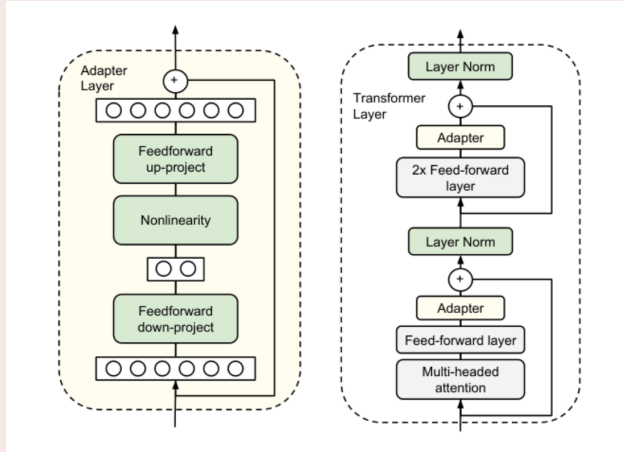 Adapter
Layer
+
Feedforward
up-project
Nonlinearity
Feedforward
down-project
Layer Norm
Transformer
Layer
+
Adapter
2x Feed-forward
layer
Layer Norm
+
Adapter
Feed-forward layer
Multi-headed
attention